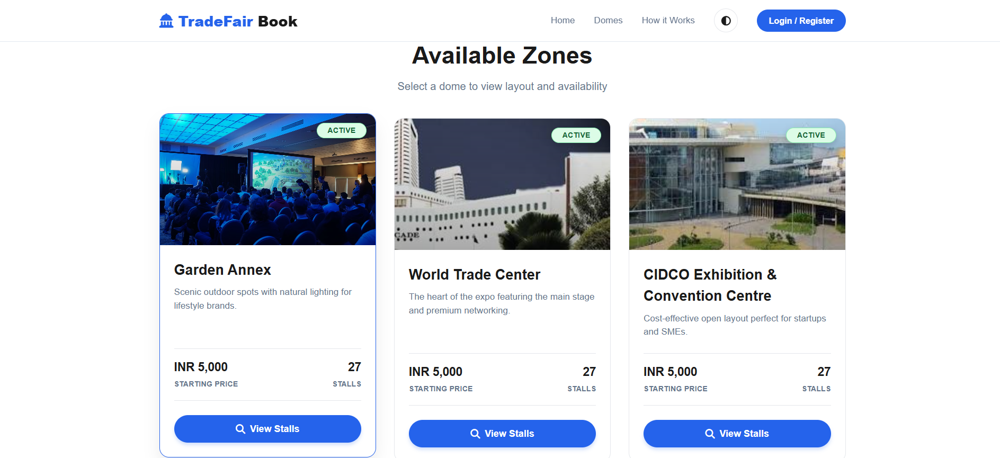 TradeFair Book
Home
Domes
How it Works
Login / Register
Available Zones
Select a dome to view layout and availability
ACTIVE
Garden Annex
Scenic outdoor spots with natural lighting for
lifestyle brands.
INR 5,000
27
STARTING PRICE
STALLS
View Stalls
ACTIVE
CADE
World Trade Center
The heart of the expo featuring the main stage
and premium networking.
INR 5,000
27
STARTING PRICE
STALLS
View Stalls
ACTIVE
CIDCO Exhibition &
Convention Centre
Cost-effective open layout perfect for startups
and SMEs.
INR 5,000
27
STARTING PRICE
STALLS
View Stalls